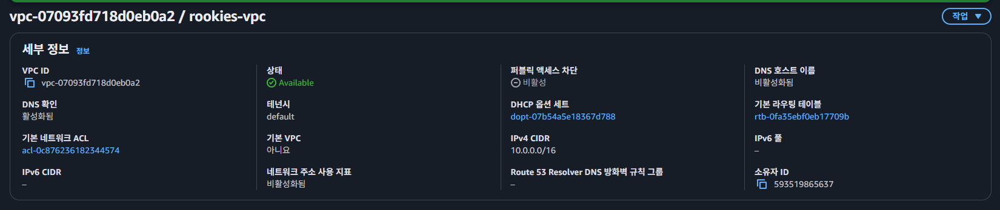 vpc-07093fd718d0eb0a2 / rookies-vpc
작업
세부 정보 정보
VPC ID
vpc-07093fd718d0eb0a2
상태
Available
퍼블릭 액세스 차단
비활성
DNS 호스트 이름
비활성화됨
DNS 확인
활성화됨
테넌시
default
DHCP 옵션 세트
dopt-07b54a5e18367d788
기본 라우팅 테이블
rtb-0fa35ebf0eb17709b
기본 네트워크 ACL
acl-0c876236182344574
기본 VPC
아니요
IPv4 CIDR
10.0.0.0/16
IPv6 풀
–
IPv6 CIDR
–
네트워크 주소 사용 지표
비활성화됨
Route 53 Resolver DNS 방화벽 규칙 그룹
–
소유자 ID
593519865637